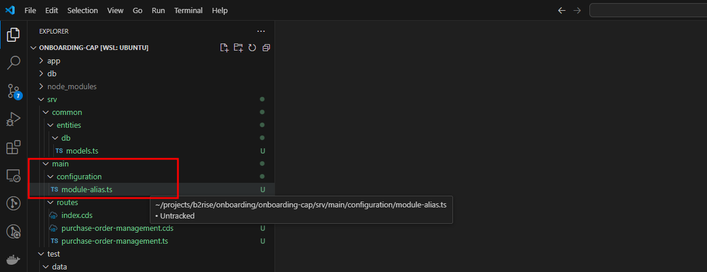 File Edit Selection View Go Run Terminal Help
EXPLORER
ONBOARDING-CAP [WSL: UBUNTU]
app
db
node_modules
srv
common
entities
db
TS models.ts U
main
configuration
TS module-alias.ts U
~/projects/b2rise/onboarding/onboarding-cap/srv/main/configuration/module-alias.ts
• Untracked
routes
index.cds U
purchase-order-management.cds U
TS purchase-order-management.ts U
test
data
7